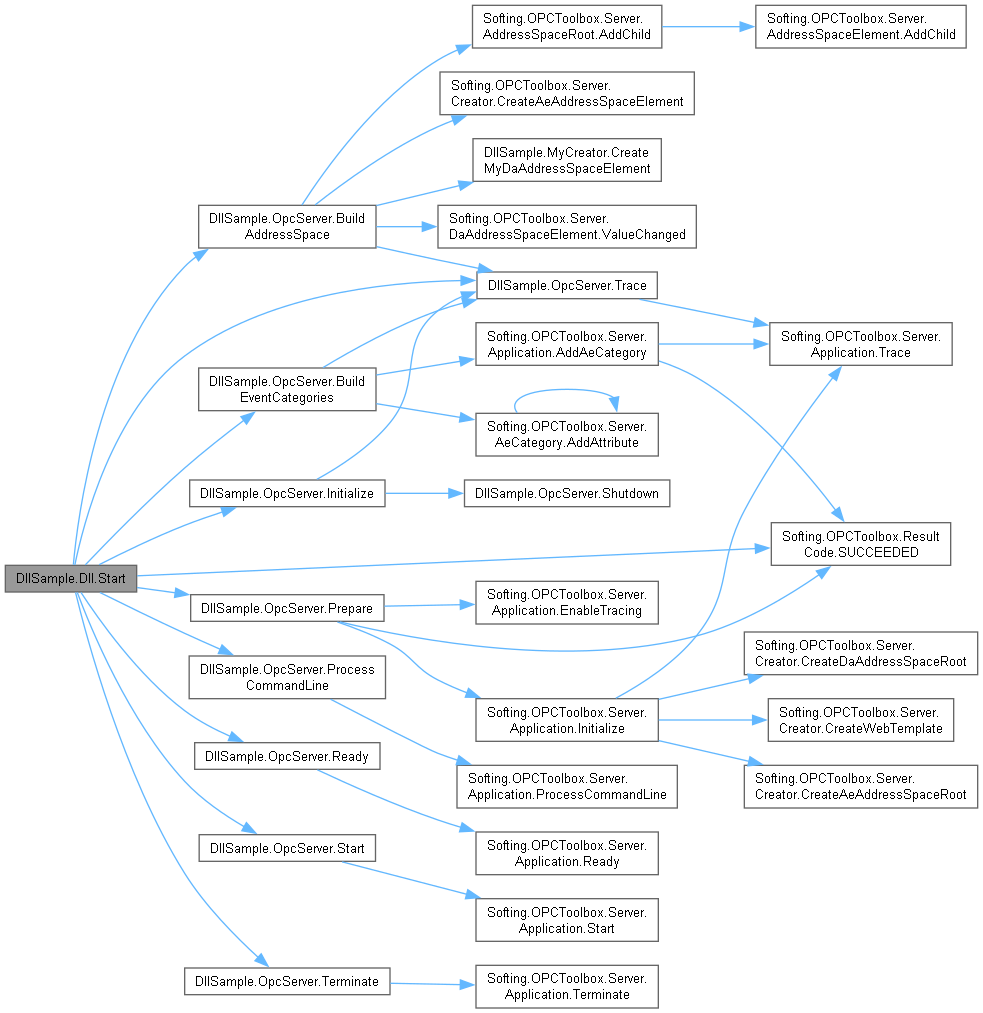 Softing.OPCToolbox.Server.
AddressSpaceRoot.AddChild
Softing.OPCToolbox.Server.
AddressSpaceElement.AddChild
Softing.OPCToolbox.Server.
Creator.CreateAeAddressSpaceElement
DllSample.MyCreator.Create
MyDaAddressSpaceElement
DllSample.OpcServer.Build
AddressSpace
Softing.OPCToolbox.Server.
DaAddressSpaceElement.ValueChanged
DllSample.OpcServer.Trace
Softing.OPCToolbox.Server.
Application.AddAeCategory
Softing.OPCToolbox.Server.
Application.Trace
DllSample.OpcServer.Build
EventCategories
Softing.OPCToolbox.Server.
AeCategory.AddAttribute
DllSample.OpcServer.Initialize
DllSample.OpcServer.Shutdown
Softing.OPCToolbox.Result
Code.SUCCEEDED
DllSample.Dll.Start
DllSample.OpcServer.Prepare
Softing.OPCToolbox.Server.
Application.EnableTracing
DllSample.OpcServer.Process
CommandLine
Softing.OPCToolbox.Server.
Creator.CreateDaAddressSpaceRoot
Softing.OPCToolbox.Server.
Application.Initialize
Softing.OPCToolbox.Server.
Creator.CreateWebTemplate
DllSample.OpcServer.Ready
Softing.OPCToolbox.Server.
Application.ProcessCommandLine
Softing.OPCToolbox.Server.
Creator.CreateAeAddressSpaceRoot
DllSample.OpcServer.Start
Softing.OPCToolbox.Server.
Application.Ready
Softing.OPCToolbox.Server.
Application.Start
DllSample.OpcServer.Terminate
Softing.OPCToolbox.Server.
Application.Terminate